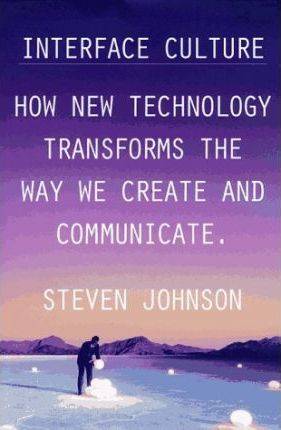 INTERFACE CULTURE
HOW NEW TECHNOLOGY
TRANSFORMS THE
WAY WE CREATE AND
COMMUNICATE.
STEVEN JOHNSON